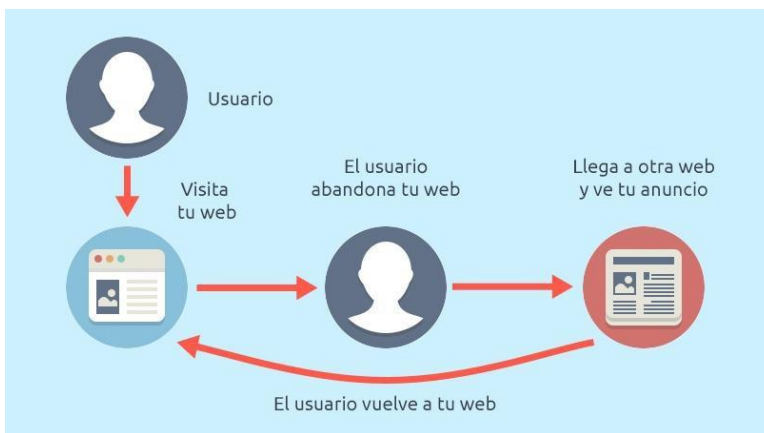 Usuario
Visita
tu web
El usuario
abandona tu web
Llega a otra web
y ve tu anuncio
El usuario vuelve a tu web